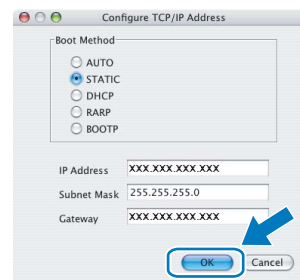 Configure TCP/IP Address
Boot Method
AUTO
STATIC
DHCP
RARP
BOOTP
IP Address XXX.XXX.XXX.XXX
Subnet Mask 255.255.255.0
Gateway XXX.XXX.XXX.XXX
OK Cancel